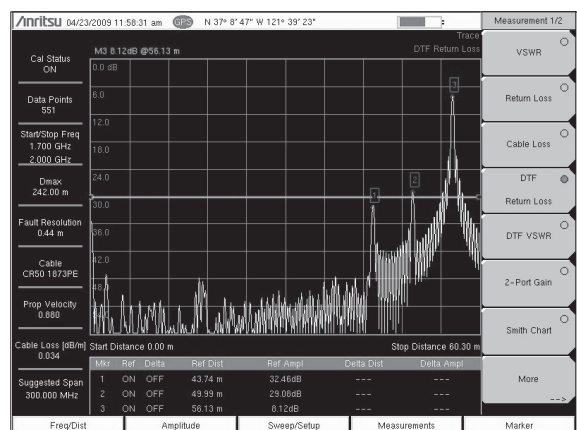 Anritsu 04/23/2009 11:58:31 am GPS N 37° 8' 47" W 121° 39' 23"
Measurement 1/2
Trace
M3 8.12dB @56.13 m
DTF Return Loss
Cal Status
ON
Data Points
551
Start/Stop Freq
1.700 GHz
2.000 GHz
Dmax
242.00 m
Fault Resolution
0.44 m
Cable
CR50 1873PE
Prop Velocity
0.880
Cable Loss [dB/m]
0.034
Suggested Span
300.000 MHz
0.0 dB
6.0
12.0
18.0
24.0
30.0
36.0
42.0
48.0
1
2
3
Start Distance 0.00 m
Stop Distance 60.30 m
Mkr Ref Delta Ref Dist Ref Ampl Delta Dist Delta Ampl
1 ON OFF 43.74 m 32.46dB --- ---
2 ON OFF 49.99 m 29.08dB --- ---
3 ON OFF 56.13 m 8.12dB --- ---
VSWR
Return Loss
Cable Loss
DTF
Return Loss
DTF VSWR
2-Port Gain
Smith Chart
More
-->
Freq/Dist Amplitude Sweep/Setup Measurements Marker